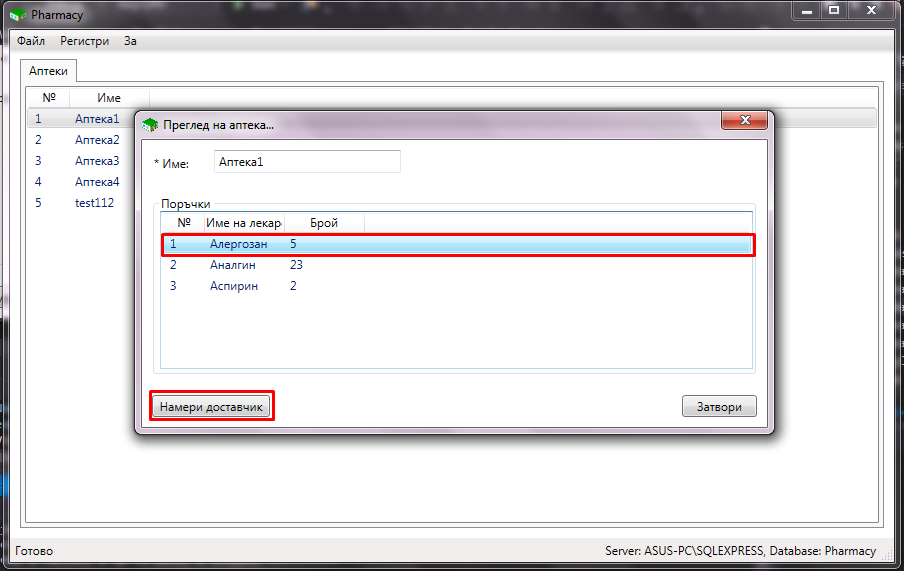 Pharmacy
Файл Регистри За
Аптеки
№ Име
1 Аптека1
2 Аптека2
3 Аптека3
4 Аптека4
5 test112
Преглед на аптека...
* Име: Аптека1
Поръчки
№ Име на лекар Брой
1 Алергозан 5
2 Аналгин 23
3 Аспирин 2
Намери доставчик Затвори
Готово Server: ASUS-PC\SQLEXPRESS, Database: Pharmacy